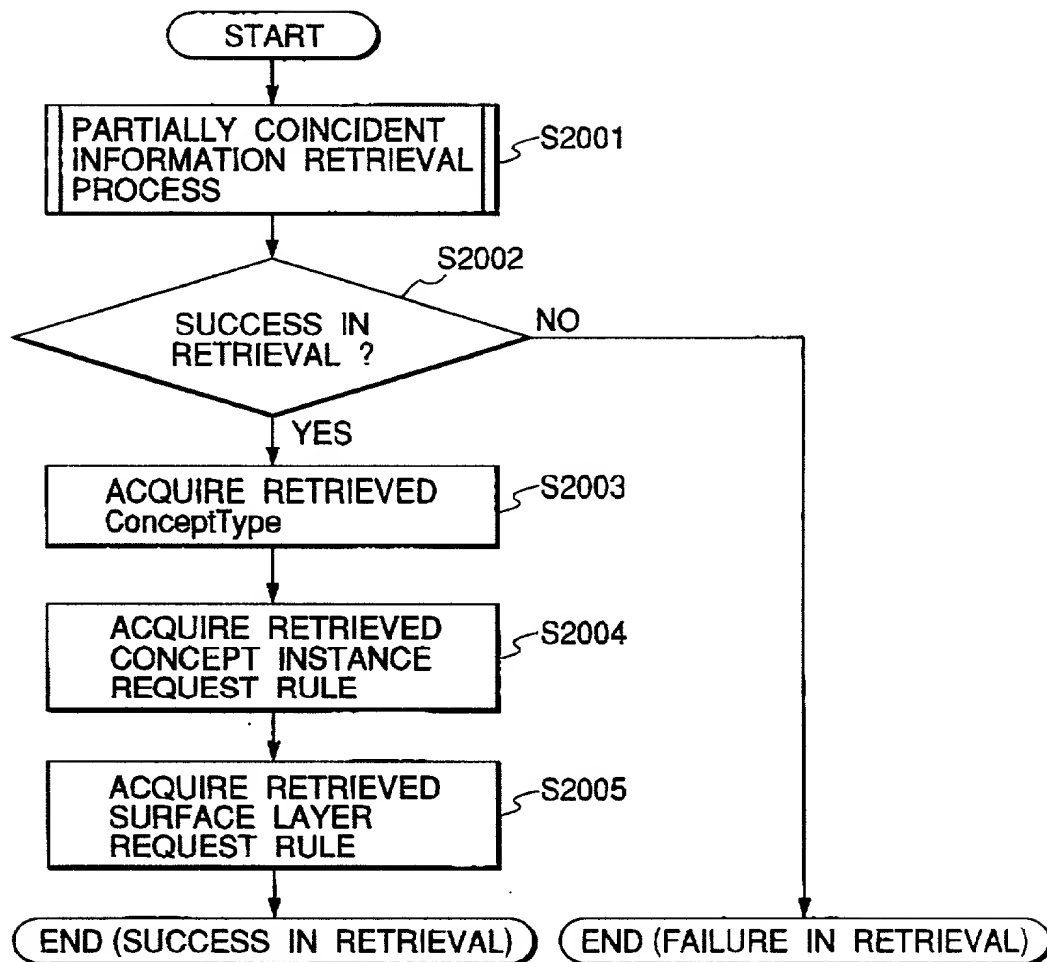 START
PARTIALLY COINCIDENT
INFORMATION RETRIEVAL
PROCESS
S2001
S2002
SUCCESS IN
RETRIEVAL ?
NO
YES
ACQUIRE RETRIEVED
ConceptType
S2003
ACQUIRE RETRIEVED
CONCEPT INSTANCE
REQUEST RULE
S2004
ACQUIRE RETRIEVED
SURFACE LAYER
REQUEST RULE
S2005
END (SUCCESS IN RETRIEVAL)
END (FAILURE IN RETRIEVAL)